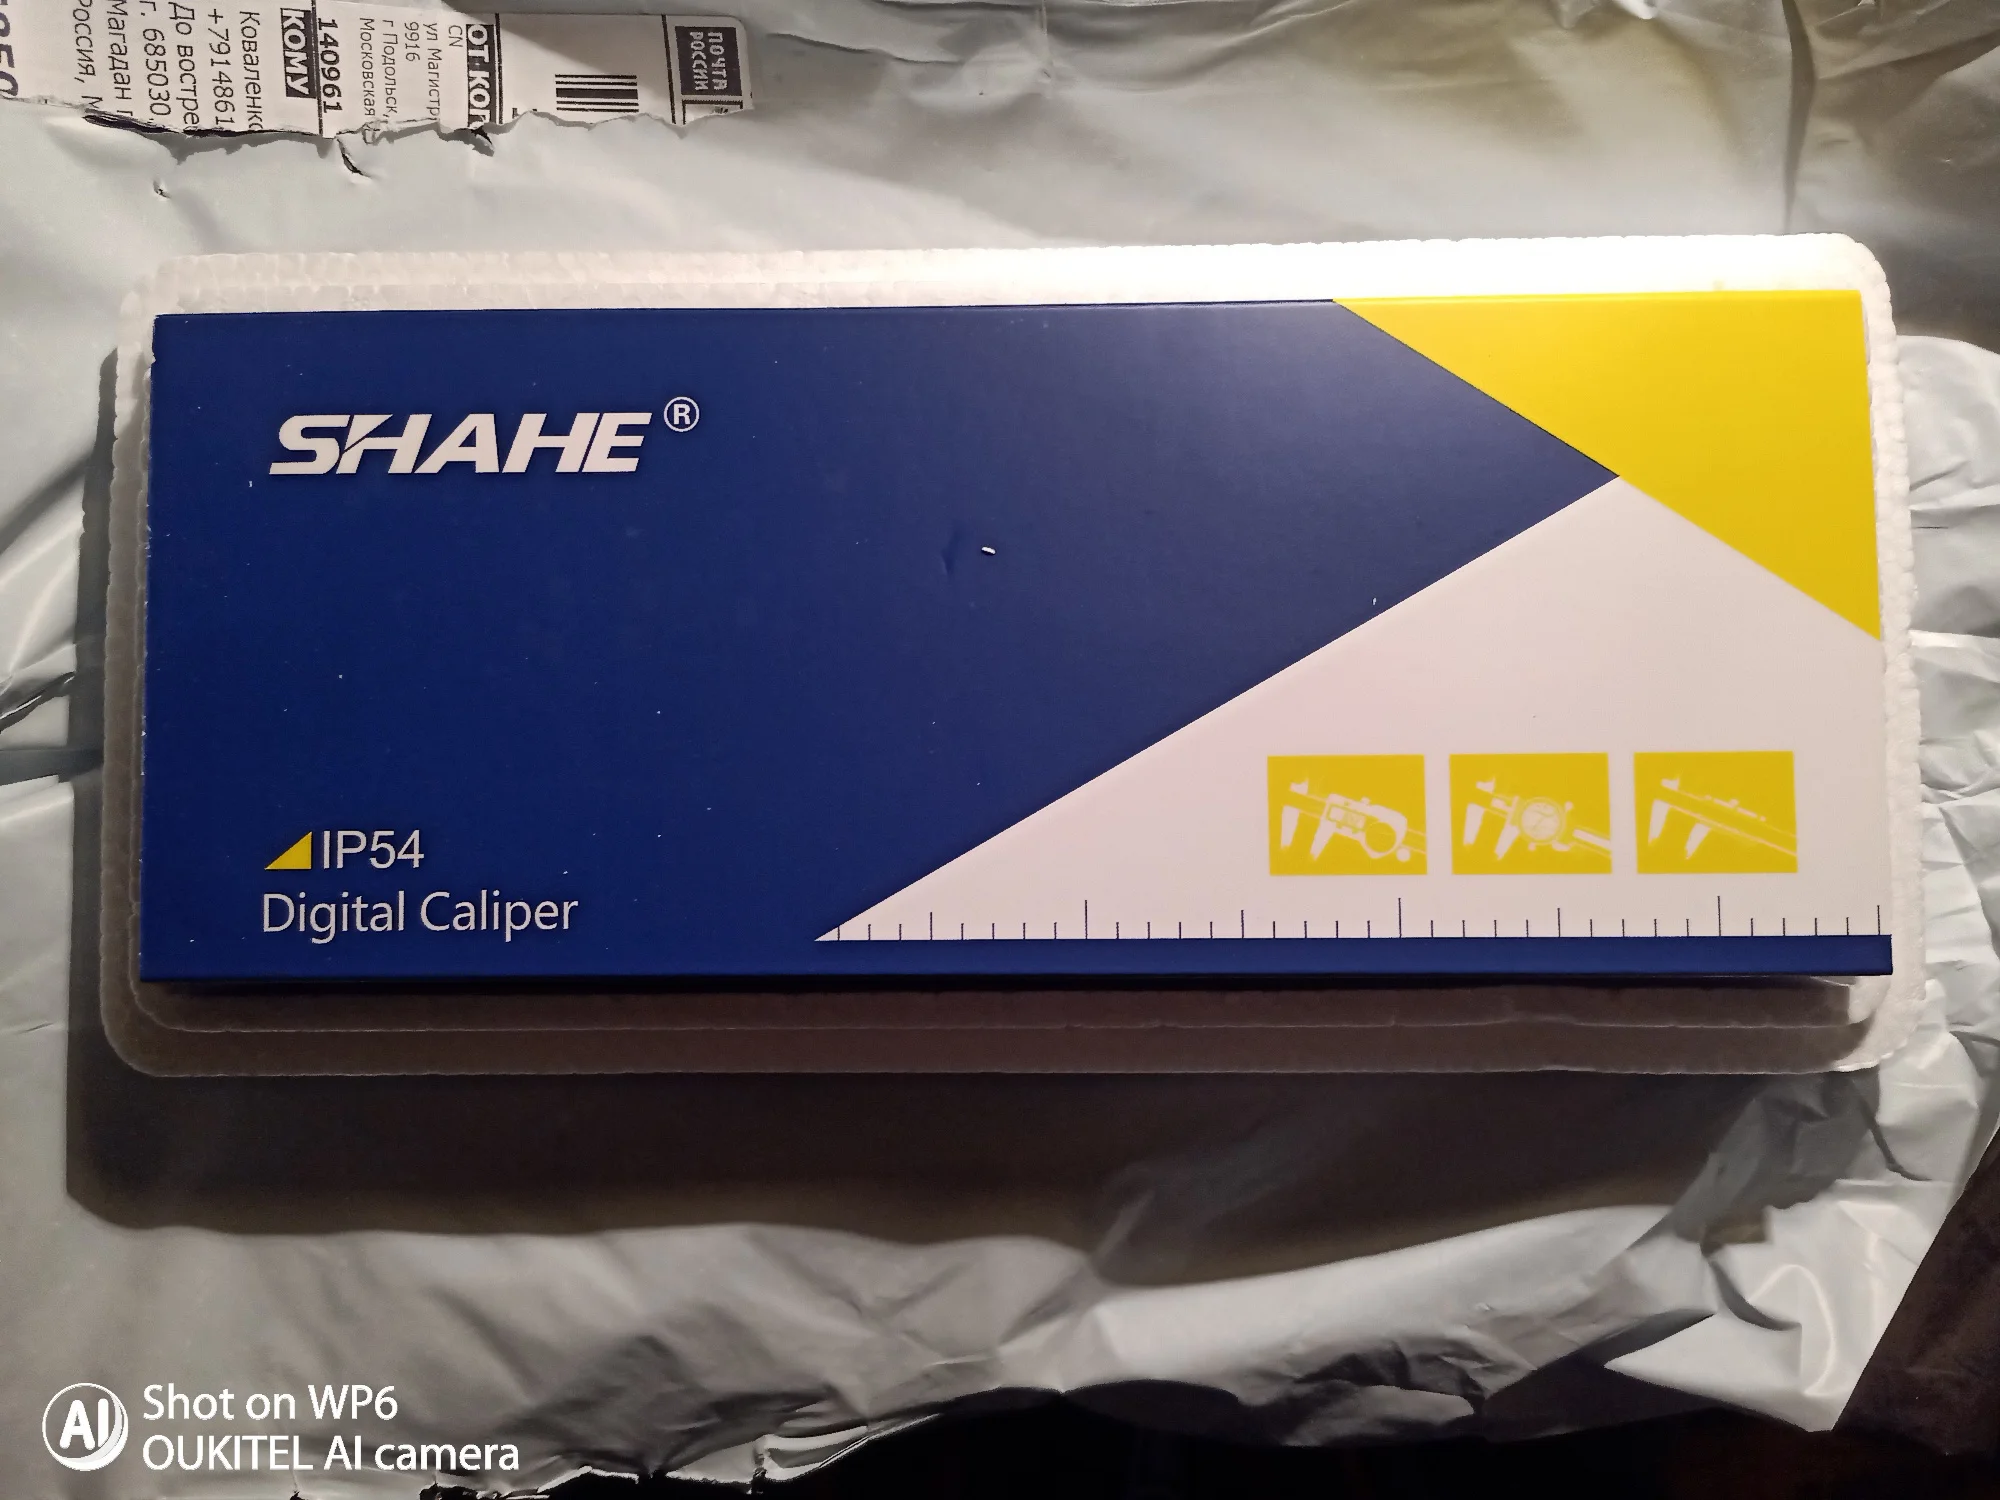 ПОЧТА
РОССИИ
ОТ КОГ
CN
ул Магистр
9916
г Подольск,
Московская
140961
КОМУ
Коваленко
+ 7914861
До востре
г. 685030,
Магадан г
Россия, М
SHAHE®
IP54
Digital Caliper
AI
Shot on WP6
OUKITEL AI camera